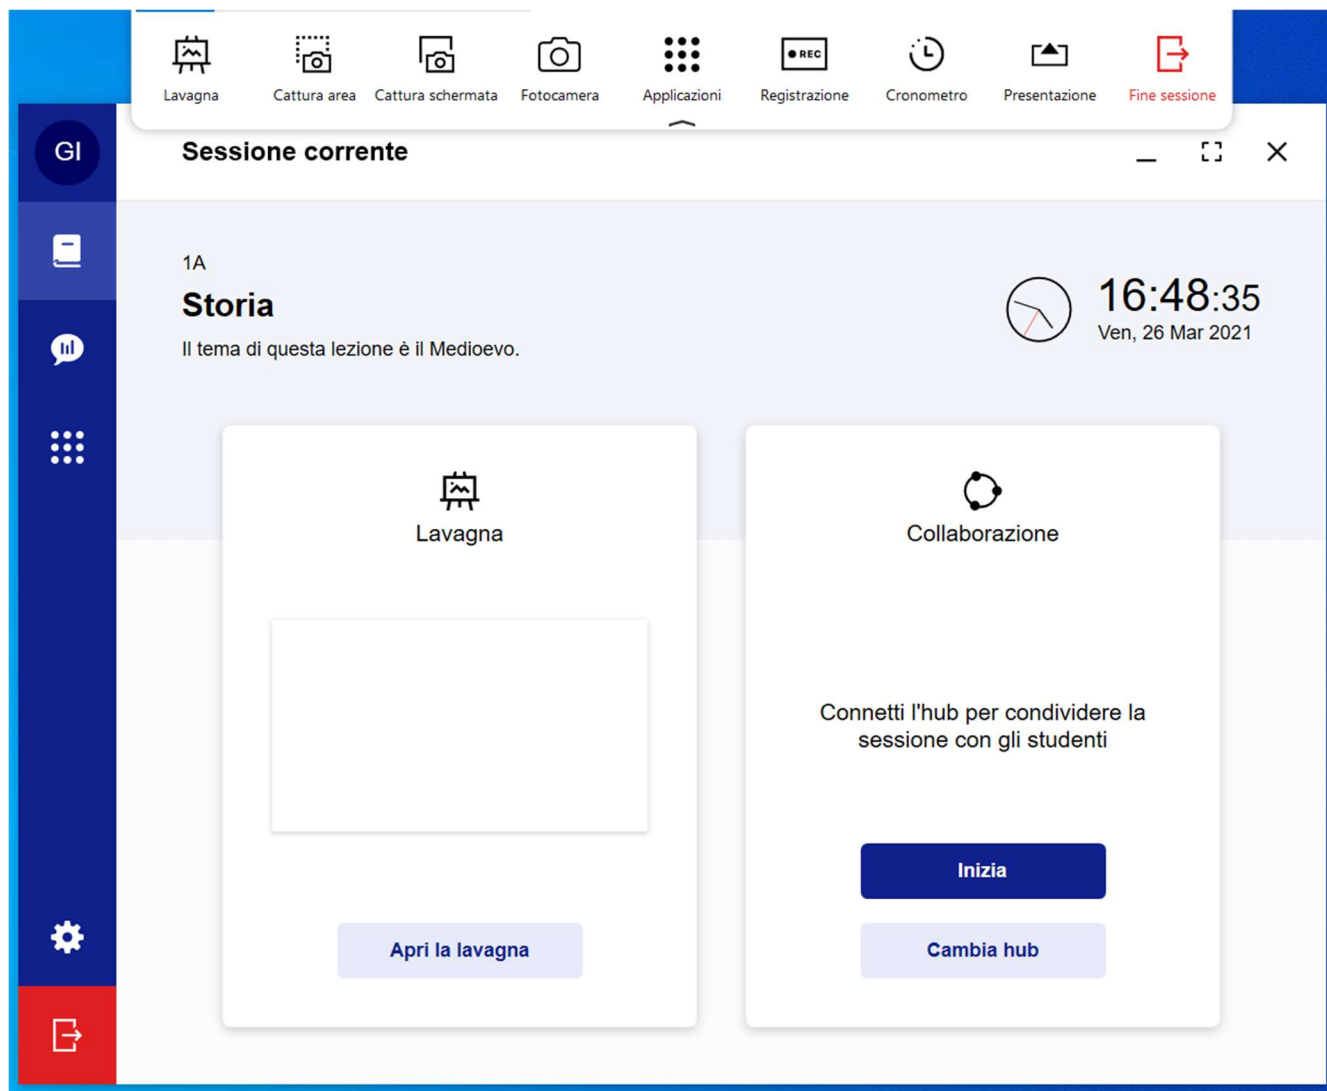 Lavagna
Cattura area
Cattura schermata
Fotocamera
Applicazioni
REC
Registrazione
Cronometro
Presentazione
Fine sessione
GI
Sessione corrente
1A
Storia
Il tema di questa lezione è il Medioevo.
16:48:35
Ven, 26 Mar 2021
Lavagna
Apri la lavagna
Collaborazione
Connetti l'hub per condividere la
sessione con gli studenti
Inizia
Cambia hub